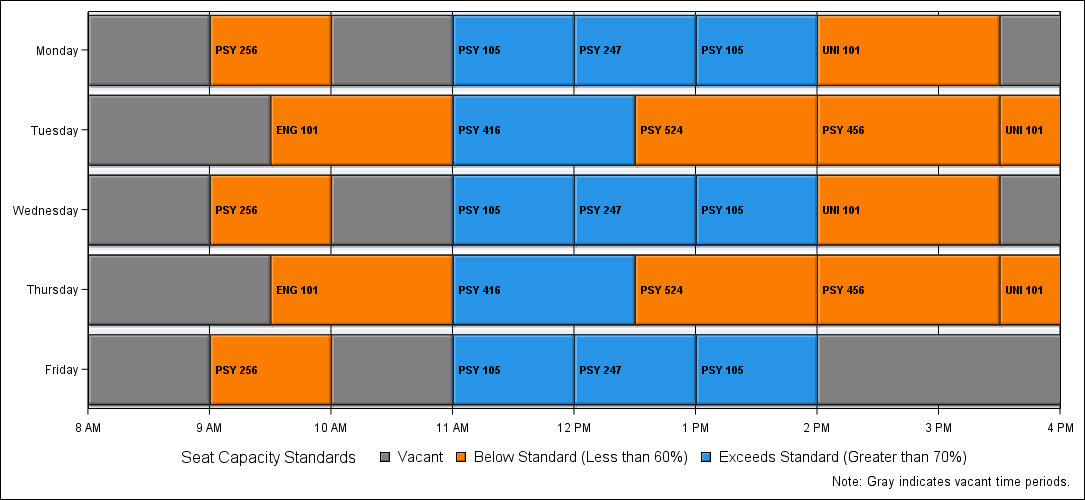 Monday PSY 256 PSY 105 PSY 247 PSY 105 UNI 101
Tuesday ENG 101 PSY 416 PSY 524 PSY 456 UNI 101
Wednesday PSY 256 PSY 105 PSY 247 PSY 105 UNI 101
Thursday ENG 101 PSY 416 PSY 524 PSY 456 UNI 101
Friday PSY 256 PSY 105 PSY 247 PSY 105
8 AM 9 AM 10 AM 11 AM 12 PM 1 PM 2 PM 3 PM 4 PM
Seat Capacity Standards Vacant Below Standard (Less than 60%) Exceeds Standard (Greater than 70%)
Note: Gray indicates vacant time periods.